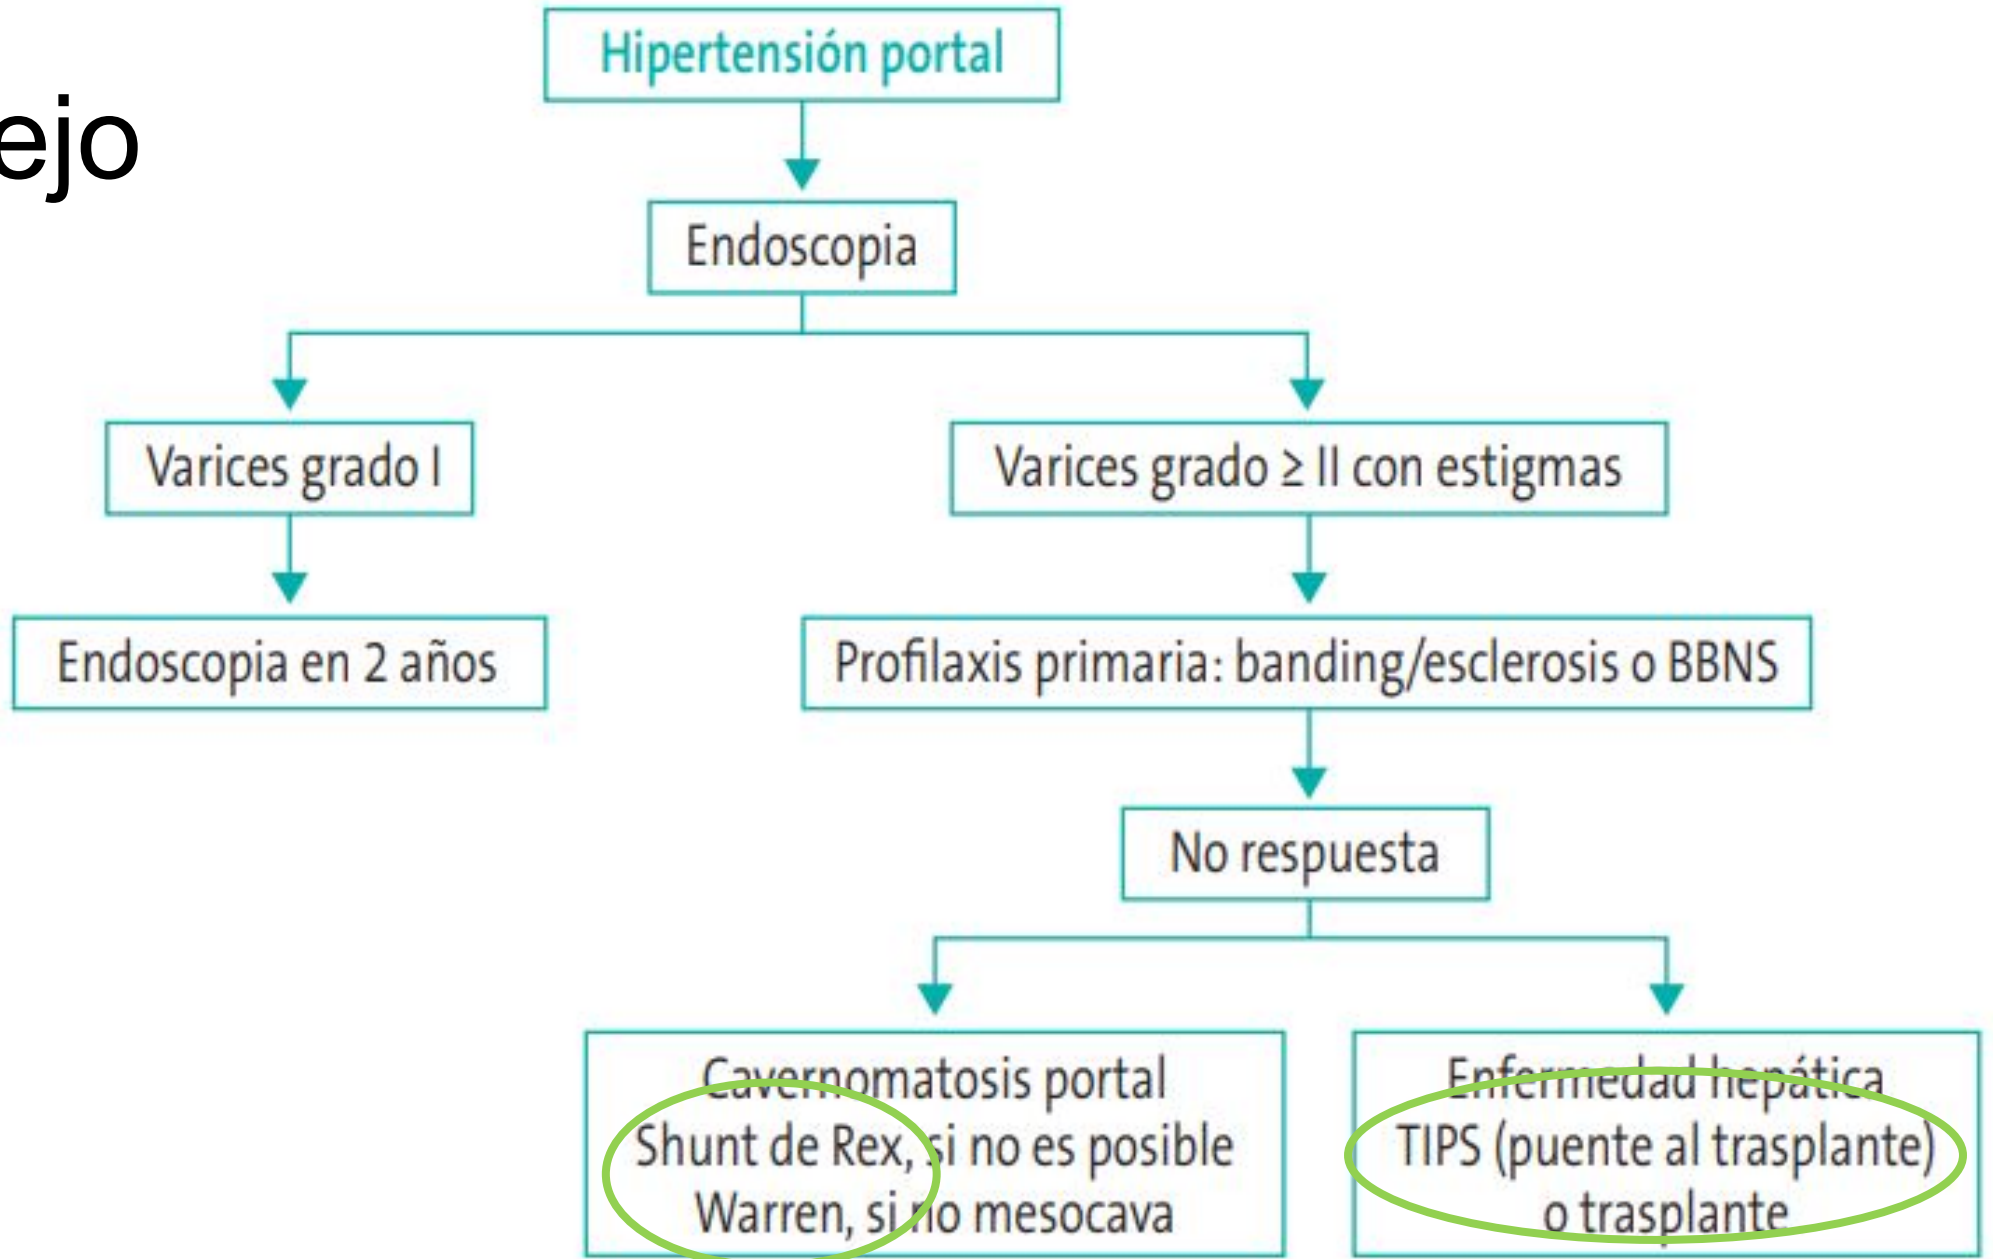 Hipertensión portal
ejo
Endoscopia
Varices grado I
Varices grado ≥ II con estigmas
Endoscopia en 2 años
Profilaxis primaria: banding/esclerosis o BBNS
No respuesta
Cavernomatosis portal
Shunt de Rex, si no es posible
Warren, si no mesocava
Enfermedad hepática
TIPS (puente al trasplante)
o trasplante